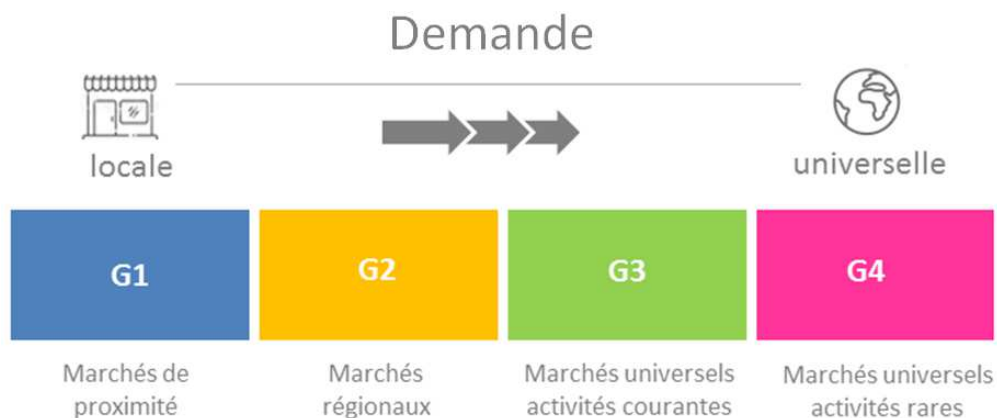 Demande
locale
universelle
G1
G2
G3
G4
Marchés de
proximité
Marchés
régionaux
Marchés universels
activités courantes
Marchés universels
activités rares